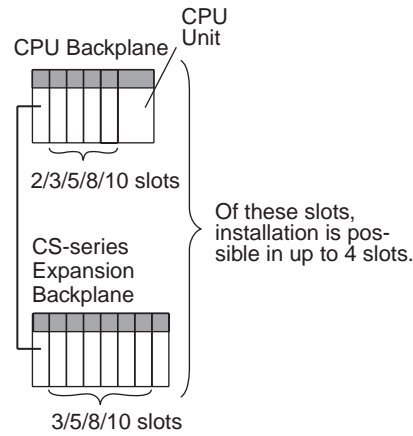 CPU
Unit
CPU Backplane
2/3/5/8/10 slots
Of these slots,
installation is pos-
sible in up to 4 slots.
CS-series
Expansion
Backplane
3/5/8/10 slots